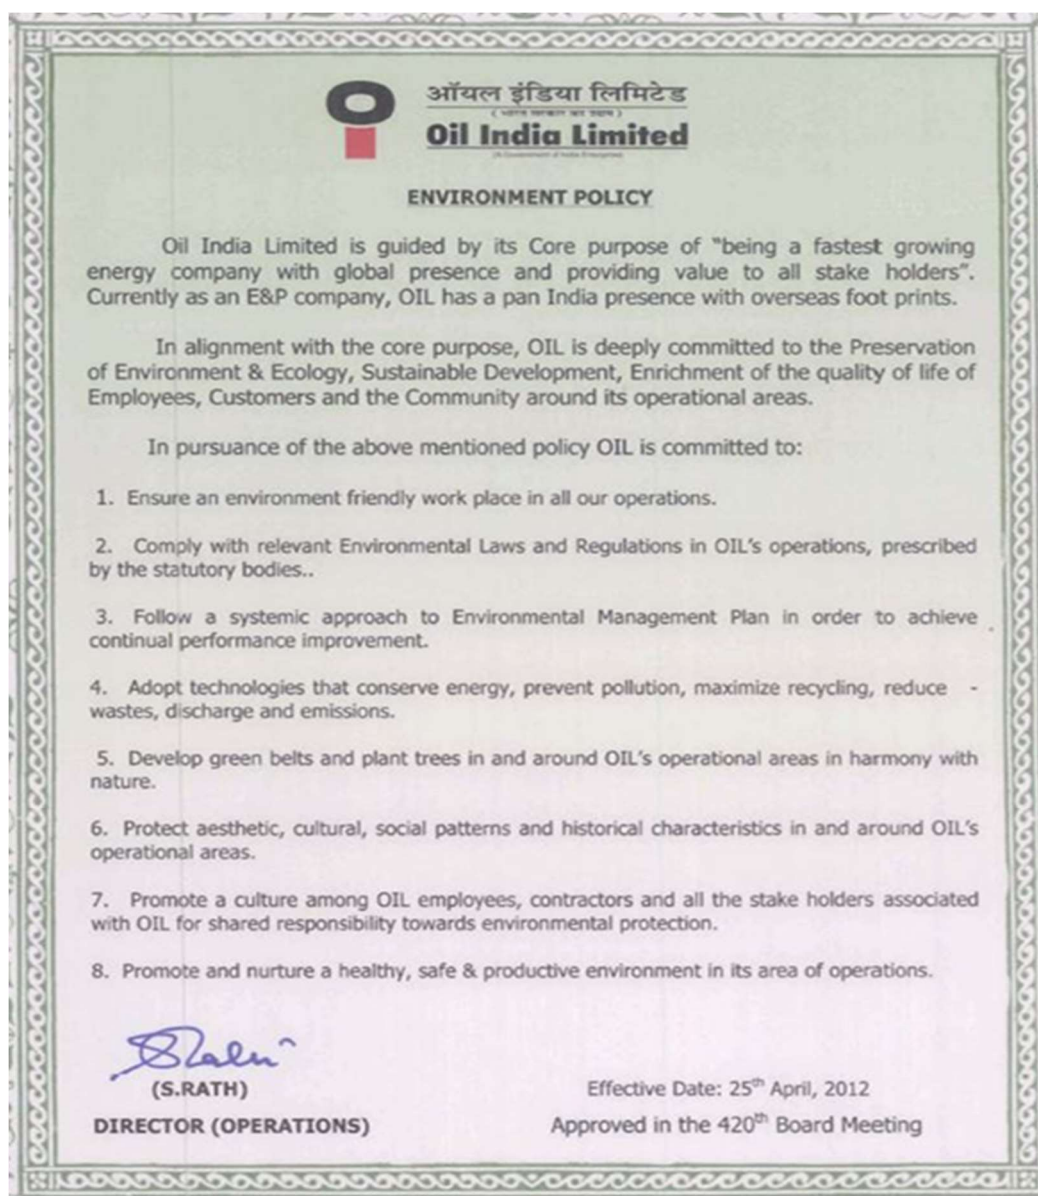 ऑयल इंडिया लिमिटेड
( भारत सरकार का उद्यम )
Oil India Limited
(A Government of India Enterprise)
ENVIRONMENT POLICY
Oil India Limited is guided by its Core purpose of “being a fastest growing
energy company with global presence and providing value to all stake holders”.
Currently as an E&P company, OIL has a pan India presence with overseas foot prints.
In alignment with the core purpose, OIL is deeply committed to the Preservation
of Environment & Ecology, Sustainable Development, Enrichment of the quality of life of
Employees, Customers and the Community around its operational areas.
In pursuance of the above mentioned policy OIL is committed to:
1. Ensure an environment friendly work place in all our operations.
2. Comply with relevant Environmental Laws and Regulations in OIL’s operations, prescribed
by the statutory bodies..
3. Follow a systemic approach to Environmental Management Plan in order to achieve
continual performance improvement.
4. Adopt technologies that conserve energy, prevent pollution, maximize recycling, reduce -
wastes, discharge and emissions.
5. Develop green belts and plant trees in and around OIL’s operational areas in harmony with
nature.
6. Protect aesthetic, cultural, social patterns and historical characteristics in and around OIL’s
operational areas.
7. Promote a culture among OIL employees, contractors and all the stake holders associated
with OIL for shared responsibility towards environmental protection.
8. Promote and nurture a healthy, safe & productive environment in its area of operations.
(S.RATH)
DIRECTOR (OPERATIONS)
Effective Date: 25th April, 2012
Approved in the 420th Board Meeting